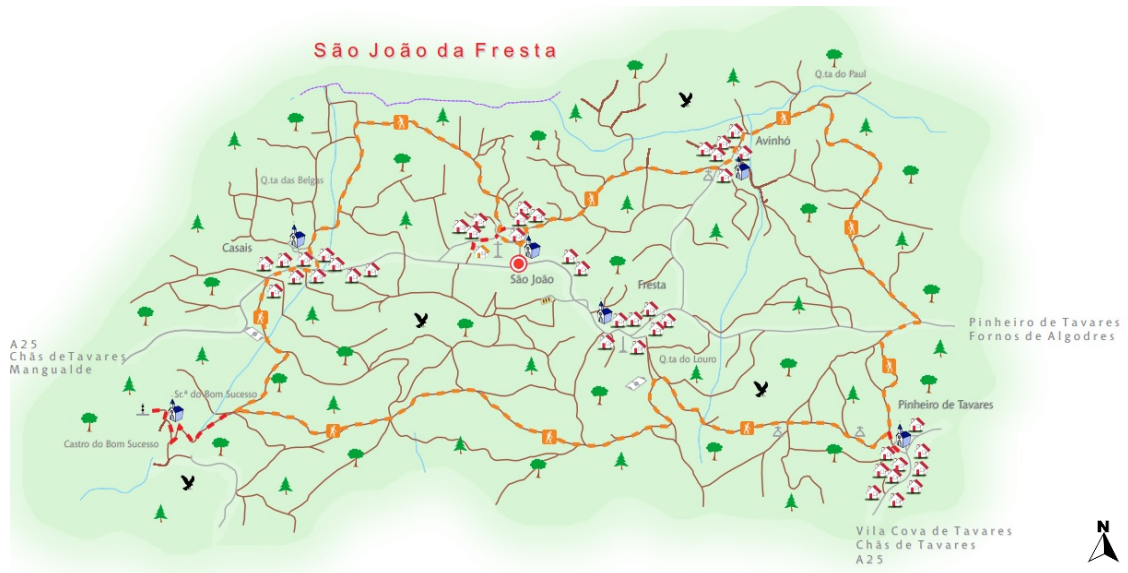 São João da Fresta
Q.ta do Paul
Avinhó
Q.ta das Belgas
Casais
São João
Fresta
Pinheiro de Tavares
Fornos de Algodres
A25
Chãs deTavares
Mangualde
Q.ta do Louro
Sr.ª do Bom Sucesso
Pinheiro de Tavares
Castro do Bom Sucesso
Vila Cova de Tavares
Chãs de Tavares
A25
N